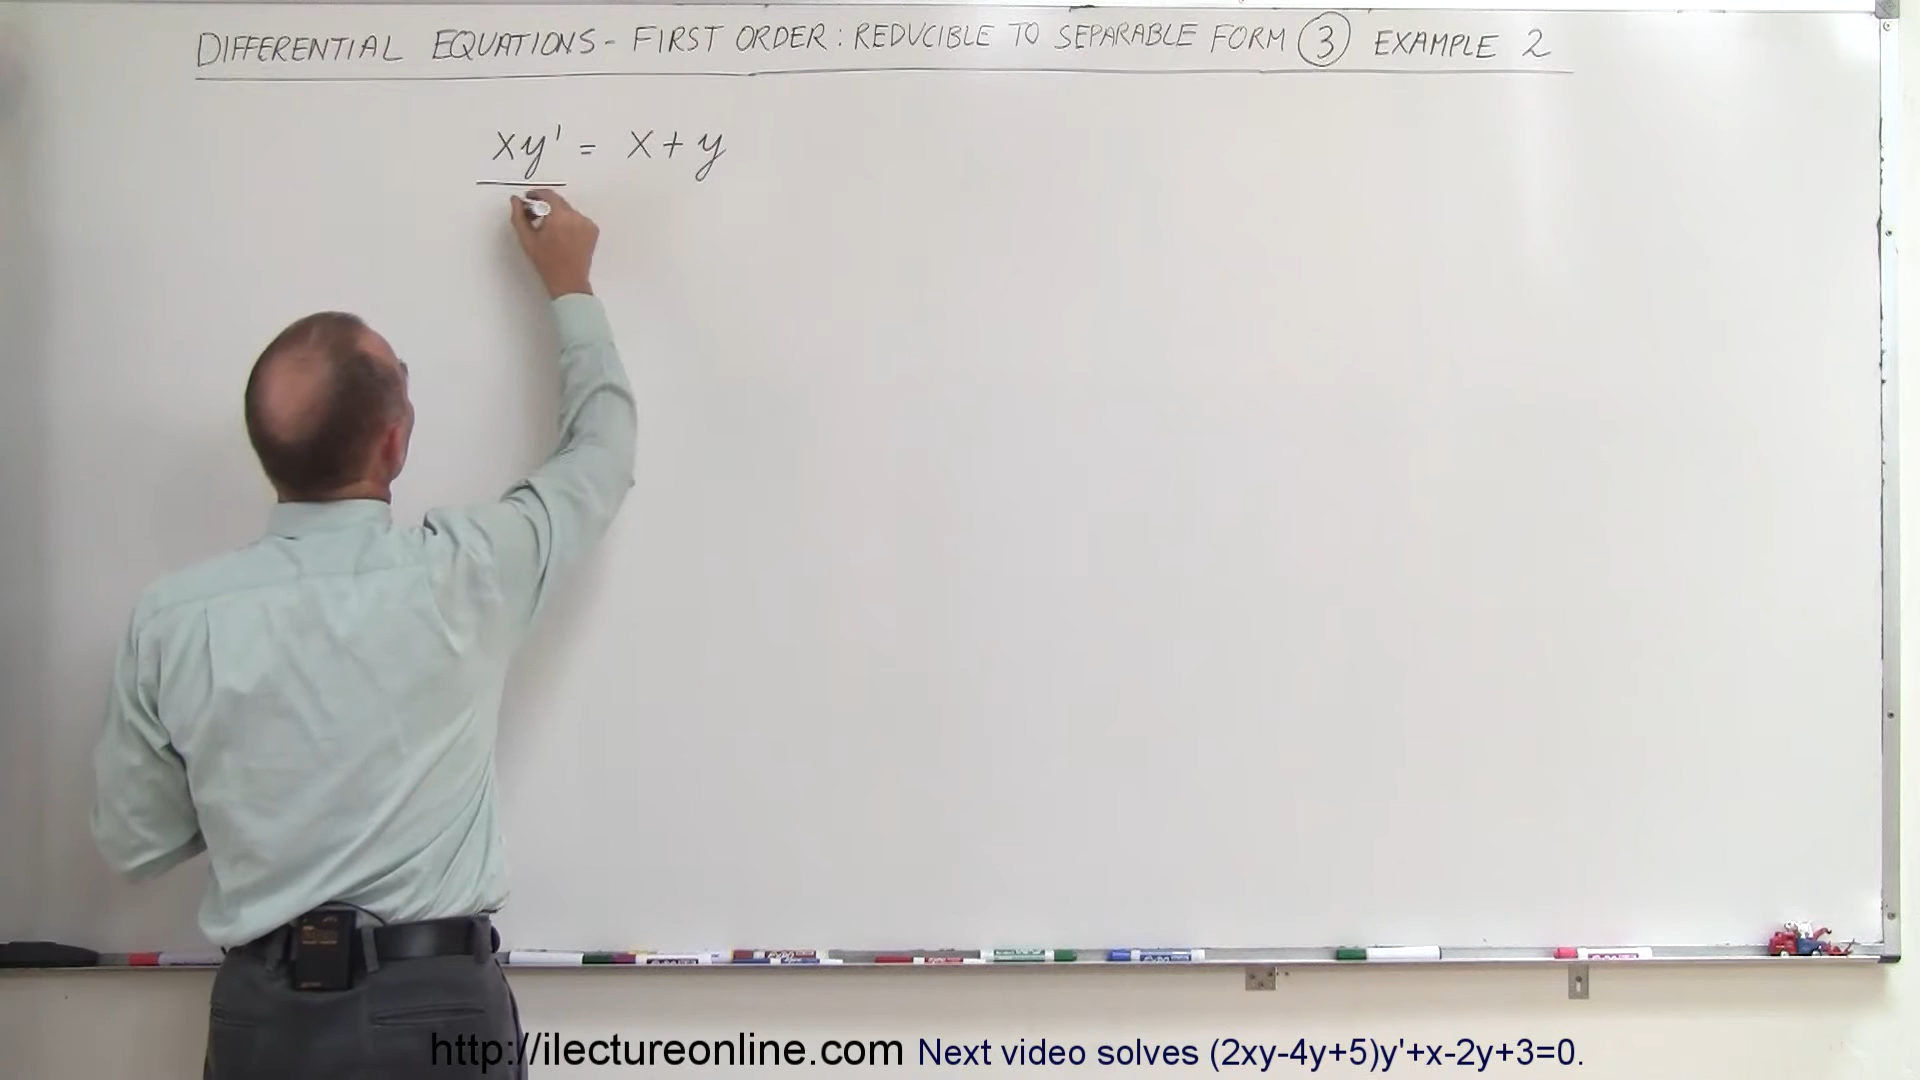 DIFFERENTIAL EQUATIONS - FIRST ORDER: REDUCIBLE TO SEPARABLE FORM ③ EXAMPLE 2
xy' = x + y
http://ilectureonline.com Next video solves (2xy-4y+5)y'+x-2y+3=0.